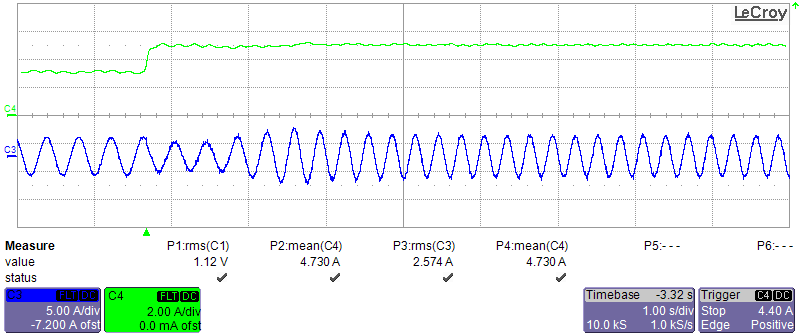 LeCroy
C4
C3
Measure P1:rms(C1) P2:mean(C4) P3:rms(C3) P4:mean(C4) P5:- - - P6:- - -
value 1.12 V 4.730 A 2.574 A 4.730 A
status
C3 FLT DC
5.00 A/div
-7.200 A ofst
C4 FLT DC
2.00 A/div
0.0 mA ofst
Timebase -3.32 s
1.00 s/div
10.0 kS 1.0 kS/s
Trigger C4 DC
Stop 4.40 A
Edge Positive